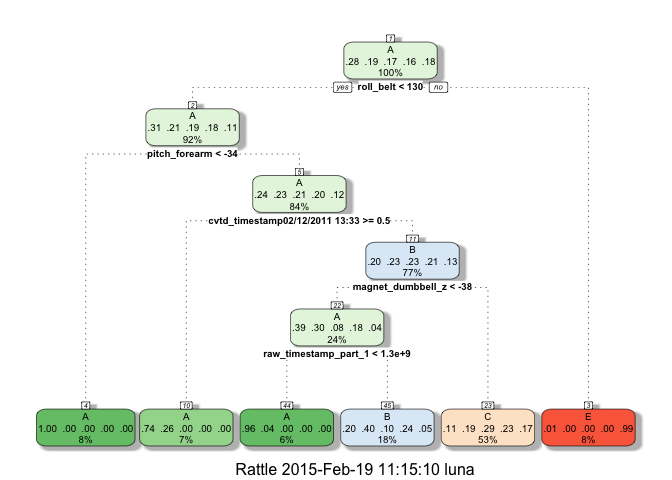 1
A
.28 .19 .17 .16 .18
100%
yes roll_belt < 130 no
2
A
.31 .21 .19 .18 .11
92%
pitch_forearm < -34
5
A
.24 .23 .21 .20 .12
84%
cvtd_timestamp02/12/2011 13:33 >= 0.5
11
B
.20 .23 .23 .21 .13
77%
magnet_dumbbell_z < -38
22
A
.39 .30 .08 .18 .04
24%
raw_timestamp_part_1 < 1.3e+9
4
A
1.00 .00 .00 .00 .00
8%
10
A
.74 .26 .00 .00 .00
7%
44
A
.96 .04 .00 .00 .00
6%
45
B
.20 .40 .10 .24 .05
18%
23
C
.11 .19 .29 .23 .17
53%
3
E
.01 .00 .00 .00 .99
8%
Rattle 2015-Feb-19 11:15:10 luna